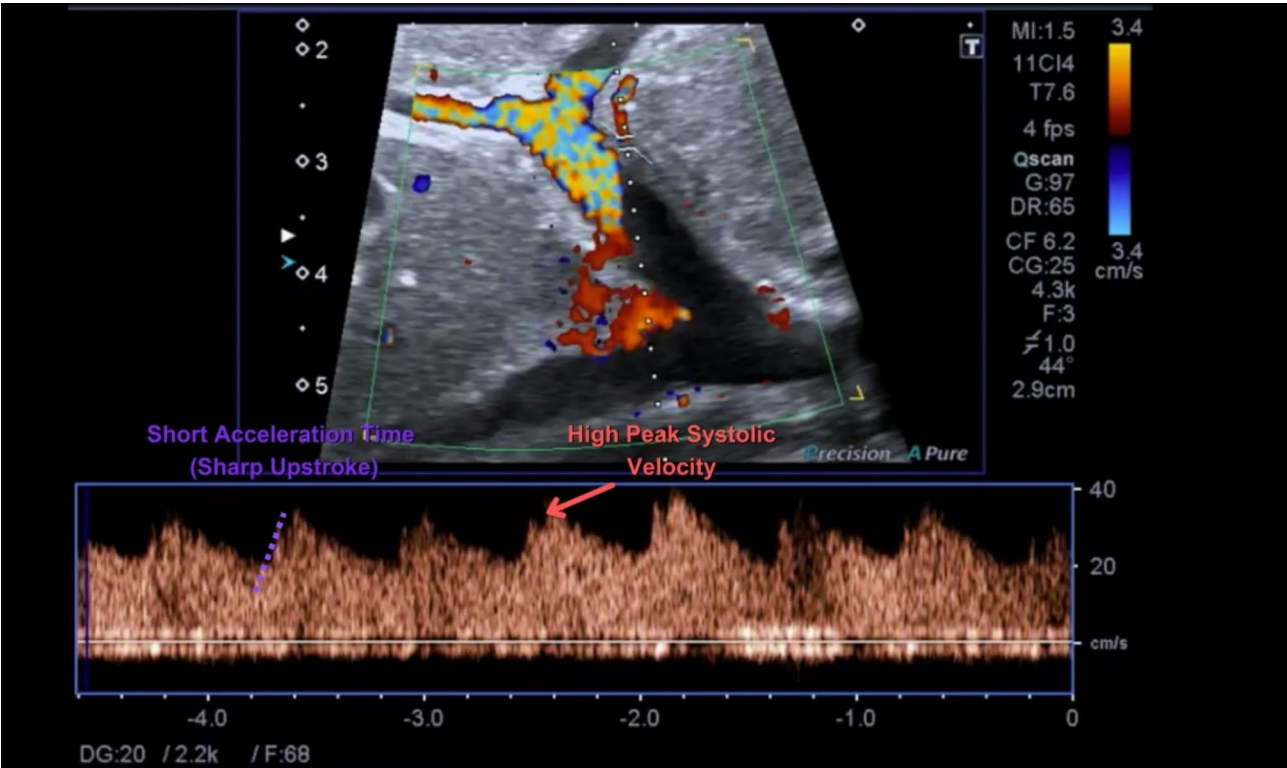 2
3
4
5
T
MI:1.5
11CI4
T7.6
4 fps
Qscan
G:97
DR:65
CF 6.2
CG:25
4.3k
F:3
1.0
44°
2.9cm
3.4
3.4
cm/s
Short Acceleration Time
(Sharp Upstroke)
High Peak Systolic
Velocity
Precision A Pure
40
20
cm/s
-4.0 -3.0 -2.0 -1.0 0
DG:20 / 2.2k / F:68